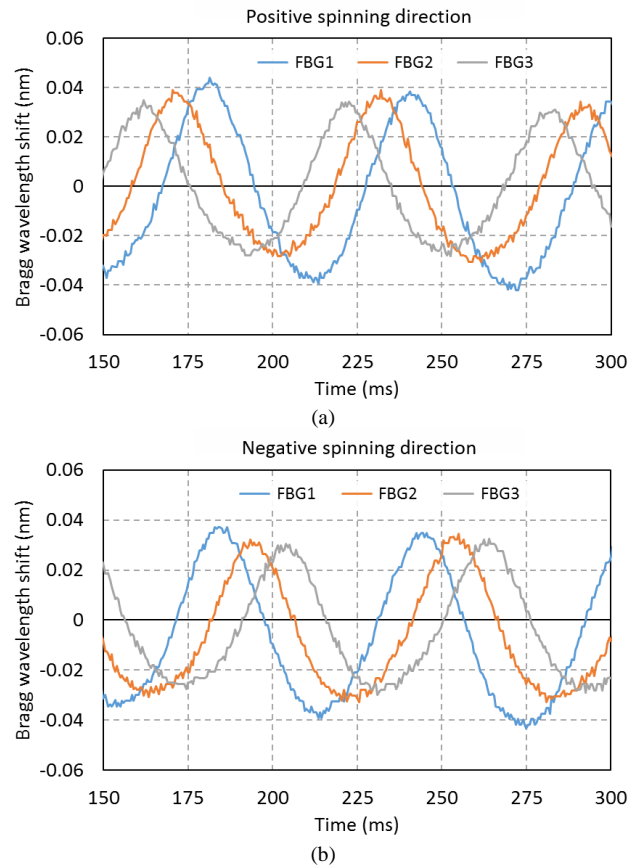 Positive spinning direction
FBG1 FBG2 FBG3
Bragg wavelength shift (nm)
0.06
0.04
0.02
0
-0.02
-0.04
-0.06
150 175 200 225 250 275 300
Time (ms)
(a)
Negative spinning direction
FBG1 FBG2 FBG3
Bragg wavelength shift (nm)
0.06
0.04
0.02
0
-0.02
-0.04
-0.06
150 175 200 225 250 275 300
Time (ms)
(b)